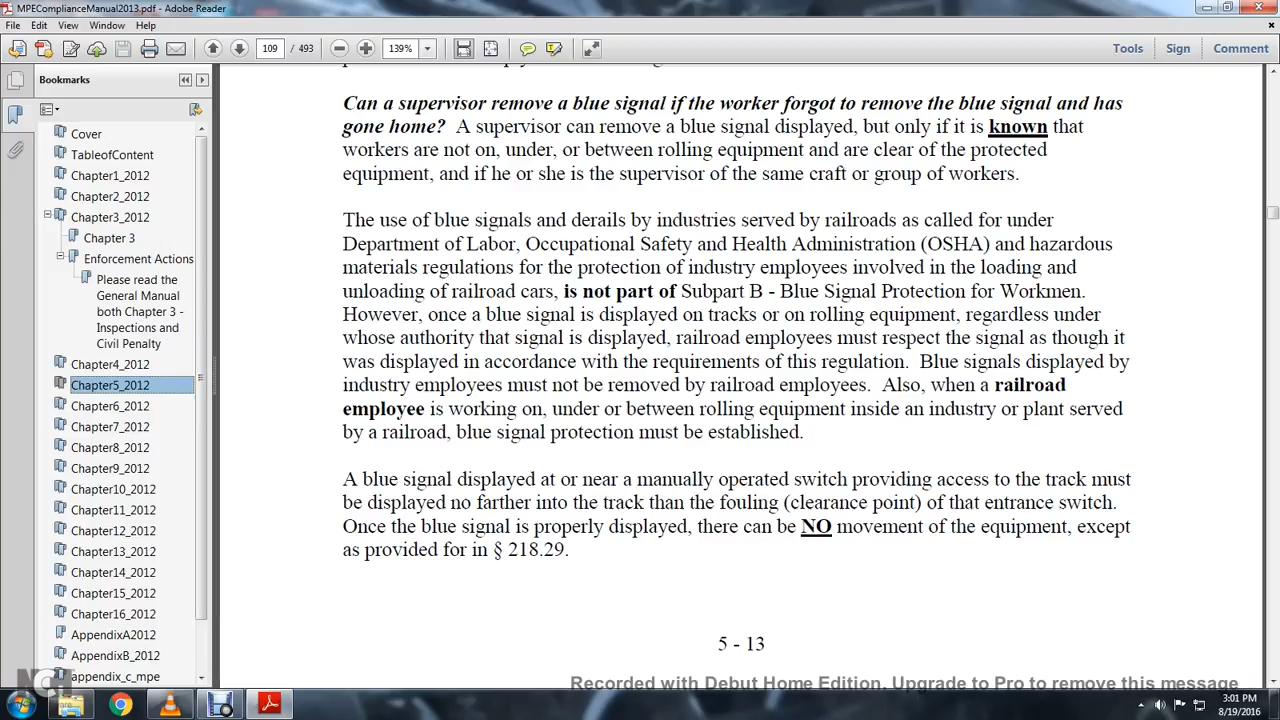 MPEComplianceManual2013.pdf - Adobe Reader
File Edit View Window Help
109 / 493 139% Tools Sign Comment
Bookmarks
Cover
TableofContent
Chapter1_2012
Chapter2_2012
Chapter3_2012
Chapter 3
Enforcement Actions
Please read the
General Manual
both Chapter 3 -
Inspections and
Civil Penalty
Chapter4_2012
Chapter5_2012
Chapter6_2012
Chapter7_2012
Chapter8_2012
Chapter9_2012
Chapter10_2012
Chapter11_2012
Chapter12_2012
Chapter13_2012
Chapter14_2012
Chapter15_2012
Chapter16_2012
AppendixA2012
AppendixB_2012
appendix_c_mpe
Can a supervisor remove a blue signal if the worker forgot to remove the blue signal and has
gone home? A supervisor can remove a blue signal displayed, but only if it is known that
workers are not on, under, or between rolling equipment and are clear of the protected
equipment, and if he or she is the supervisor of the same craft or group of workers.
The use of blue signals and derails by industries served by railroads as called for under
Department of Labor, Occupational Safety and Health Administration (OSHA) and hazardous
materials regulations for the protection of industry employees involved in the loading and
unloading of railroad cars, is not part of Subpart B - Blue Signal Protection for Workmen.
However, once a blue signal is displayed on tracks or on rolling equipment, regardless under
whose authority that signal is displayed, railroad employees must respect the signal as though it
was displayed in accordance with the requirements of this regulation. Blue signals displayed by
industry employees must not be removed by railroad employees. Also, when a railroad
employee is working on, under or between rolling equipment inside an industry or plant served
by a railroad, blue signal protection must be established.
A blue signal displayed at or near a manually operated switch providing access to the track must
be displayed no farther into the track than the fouling (clearance point) of that entrance switch.
Once the blue signal is properly displayed, there can be NO movement of the equipment, except
as provided for in § 218.29.
5 - 13
Recorded with Debut Home Edition. Upgrade to Pro to remove this message
3:01 PM
8/19/2016